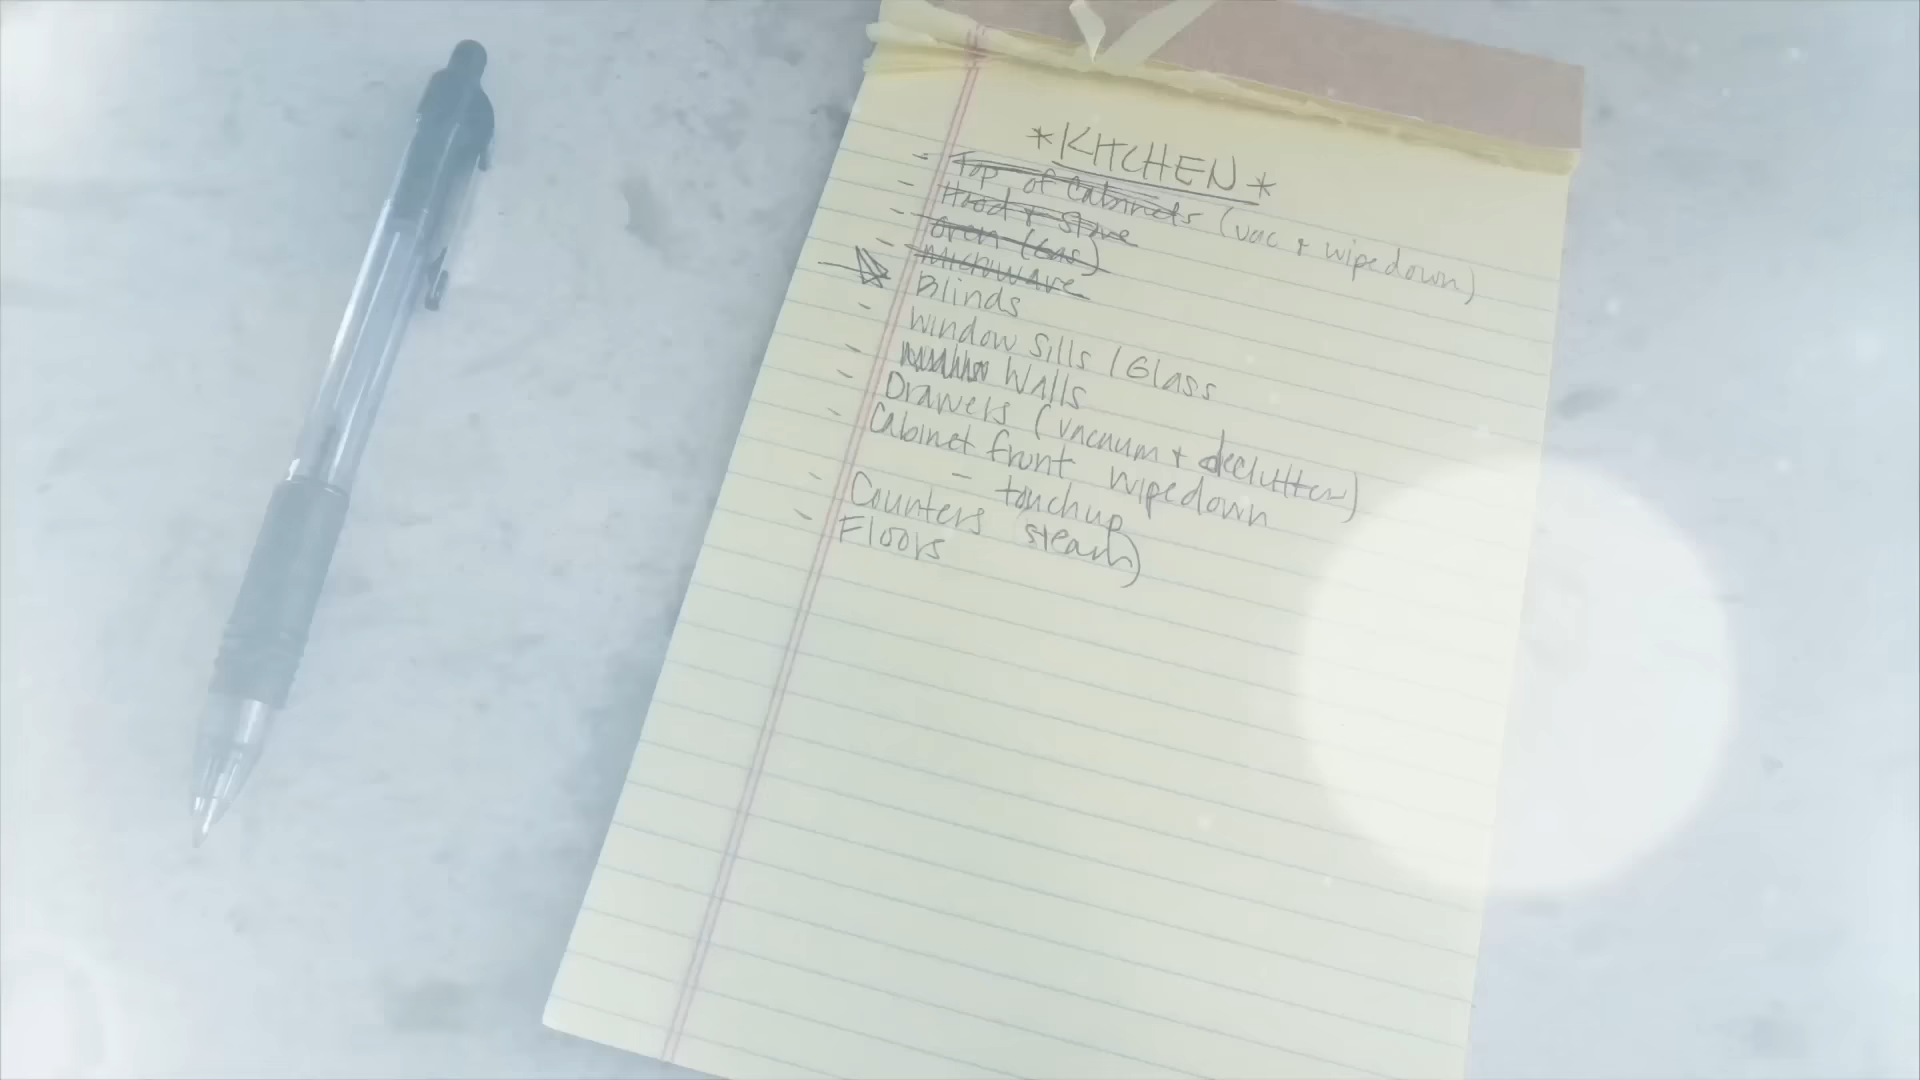 *KITCHEN*
- Top of Cabinets (vac + wipedown)
- Hood + Stove
- Oven (Gas)
- Microwave
Blinds
- Window Sills / Glass
- Walls
- Drawers (vacuum + declutter)
- Cabinet front wipedown
- touchup
- Counters
- Floors steam)